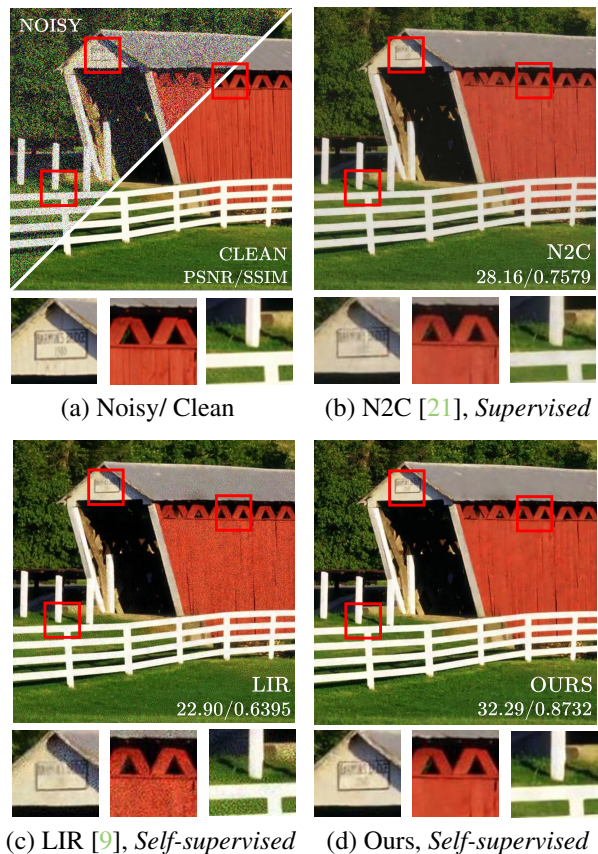 NOISY
CLEAN
PSNR/SSIM
N2C
28.16/0.7579
(a) Noisy/ Clean
(b) N2C [21], Supervised
LIR
22.90/0.6395
OURS
32.29/0.8732
(c) LIR [9], Self-supervised
(d) Ours, Self-supervised